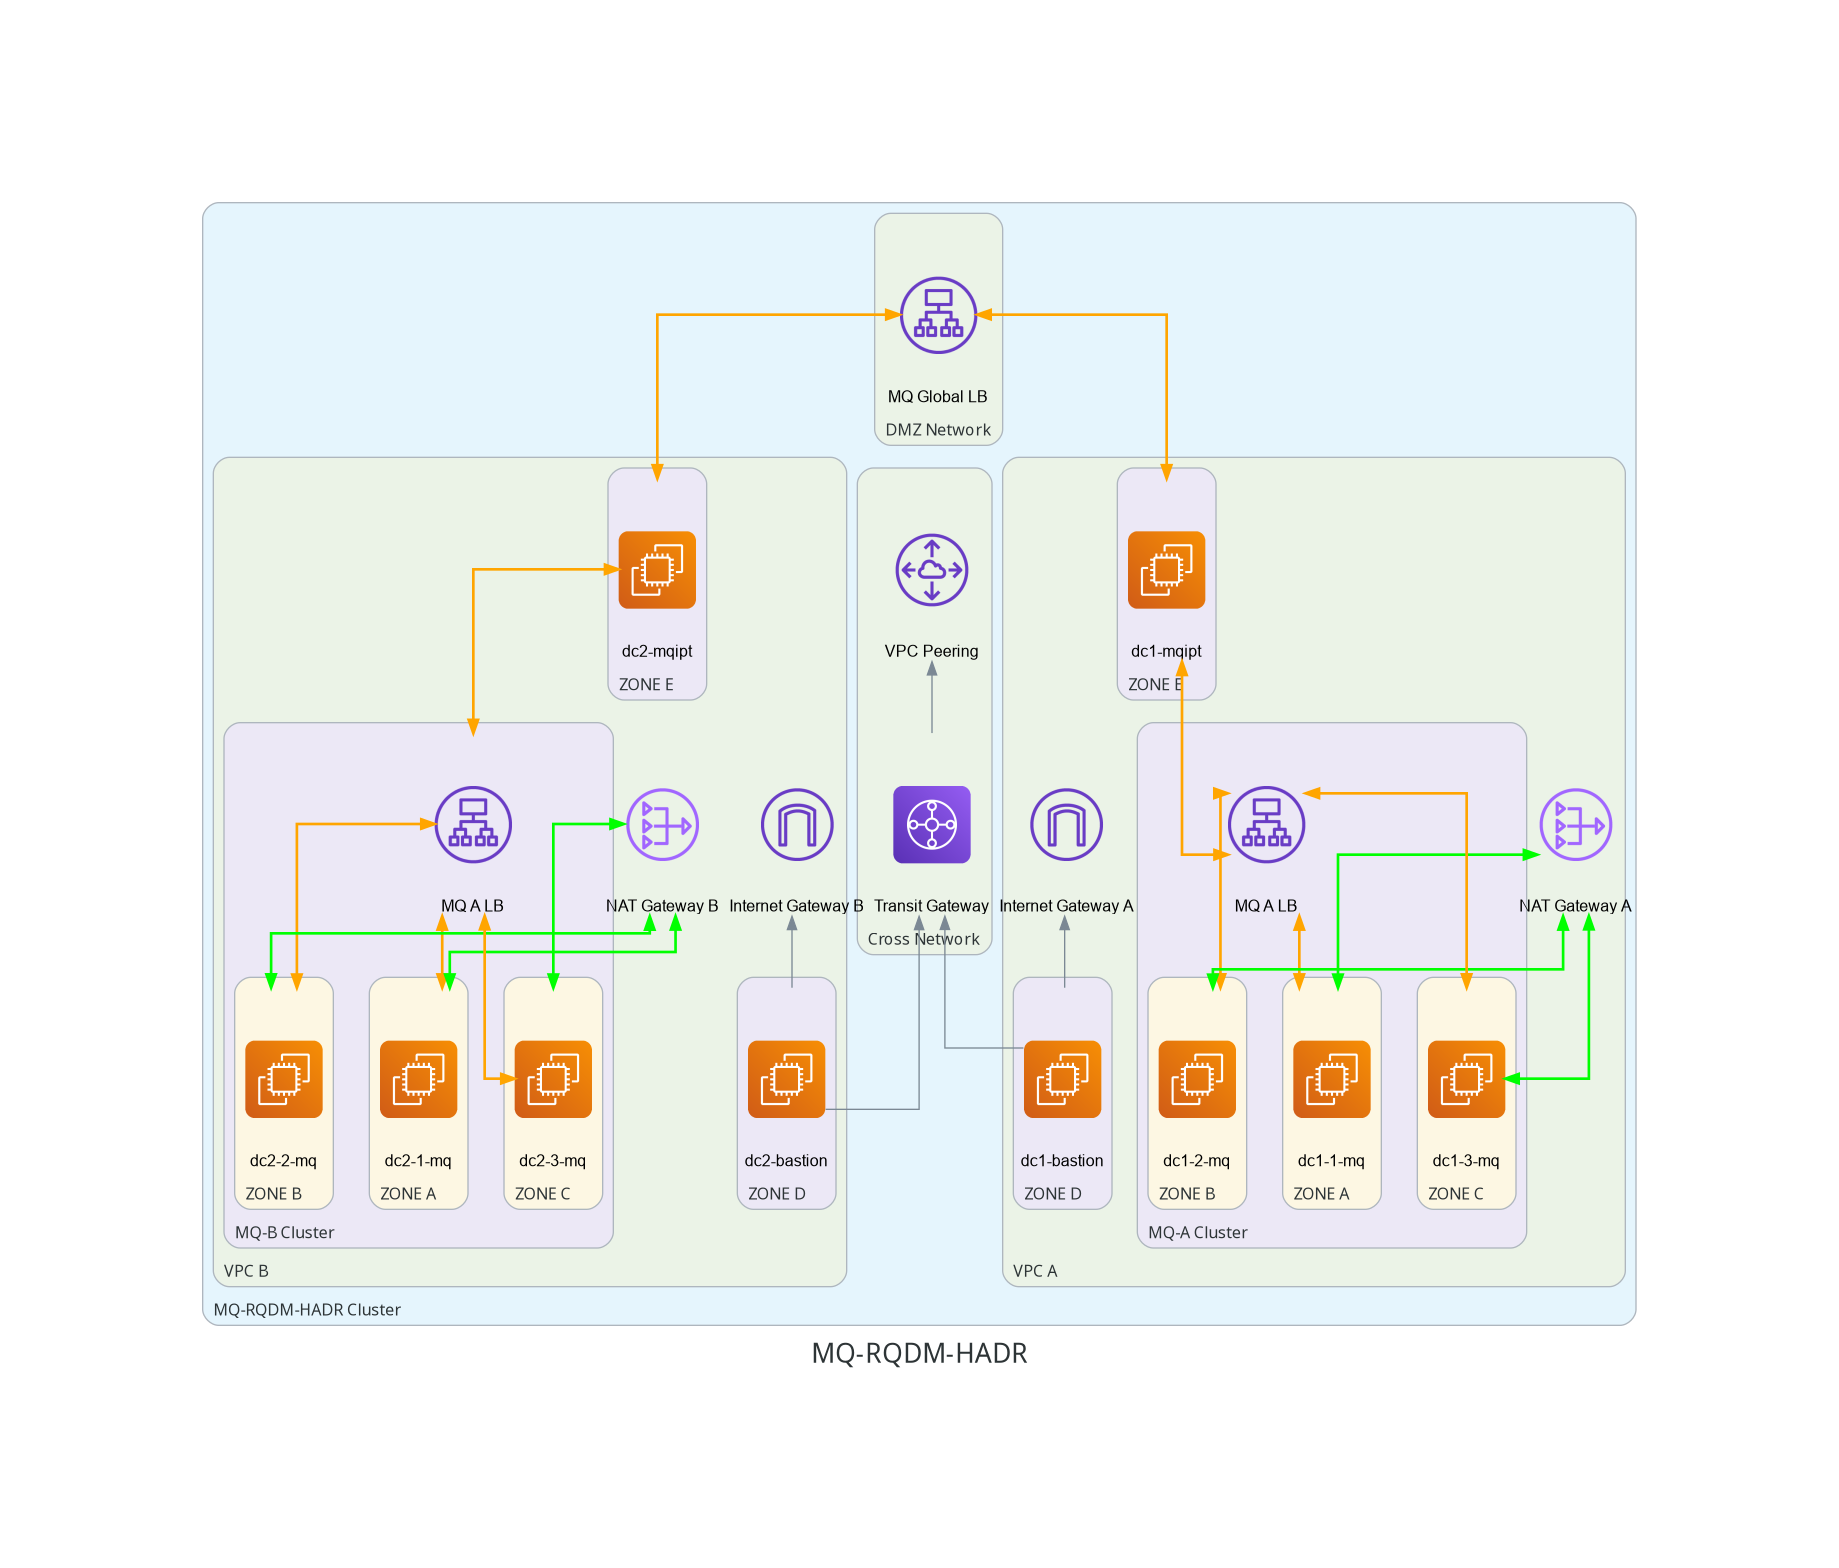 MQ Global LB
DMZ Network
dc2-mqipt
ZONE E
VPC Peering
dc1-mqipt
ZONE E
MQ A LB
NAT Gateway B
Internet Gateway B
Transit Gateway
Cross Network
Internet Gateway A
MQ A LB
NAT Gateway A
dc2-2-mq
ZONE B
dc2-1-mq
ZONE A
dc2-3-mq
ZONE C
dc2-bastion
ZONE D
dc1-bastion
ZONE D
dc1-2-mq
ZONE B
dc1-1-mq
ZONE A
dc1-3-mq
ZONE C
MQ-B Cluster
MQ-A Cluster
VPC B
VPC A
MQ-RQDM-HADR Cluster
MQ-RQDM-HADR